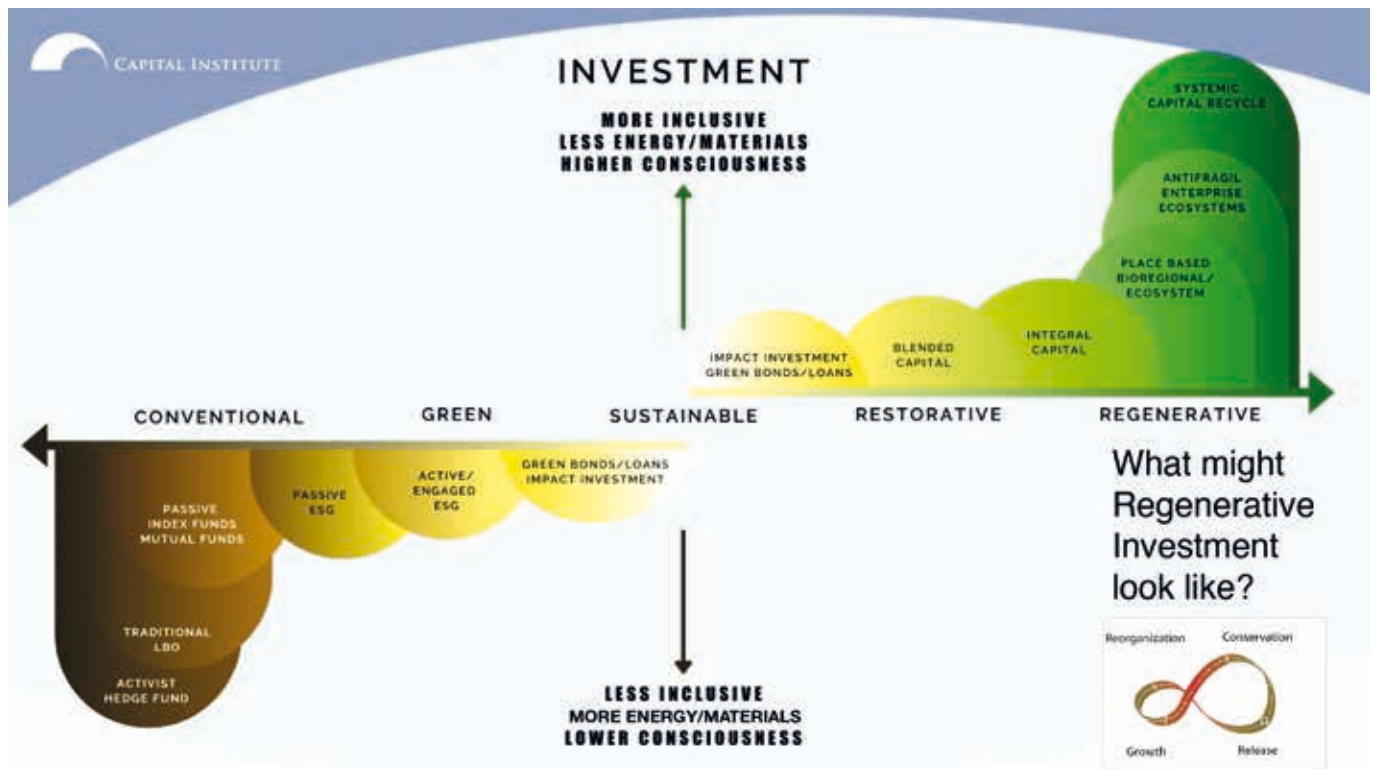 CAPITAL INSTITUTE
INVESTMENT
MORE INCLUSIVE
LESS ENERGY/MATERIALS
HIGHER CONSCIOUSNESS
SYSTEMIC
CAPITAL RECYCLE
ANTIFRAGIL
ENTERPRISE
ECOSYSTEMS
PLACE BASED
BIOREGIONAL/
ECOSYSTEM
INTEGRAL
CAPITAL
BLENDED
CAPITAL
IMPACT INVESTMENT
GREEN BONDS/LOANS
CONVENTIONAL
GREEN
SUSTAINABLE
RESTORATIVE
REGENERATIVE
PASSIVE
INDEX FUNDS
MUTUAL FUNDS
TRADITIONAL
LBO
ACTIVIST
HEDGE FUND
PASSIVE
ESG
ACTIVE/
ENGAGED
ESG
GREEN BONDS/LOANS
IMPACT INVESTMENT
LESS INCLUSIVE
MORE ENERGY/MATERIALS
LOWER CONSCIOUSNESS
What might
Regenerative
Investment
look like?
Reorganization
Conservation
Growth
Release